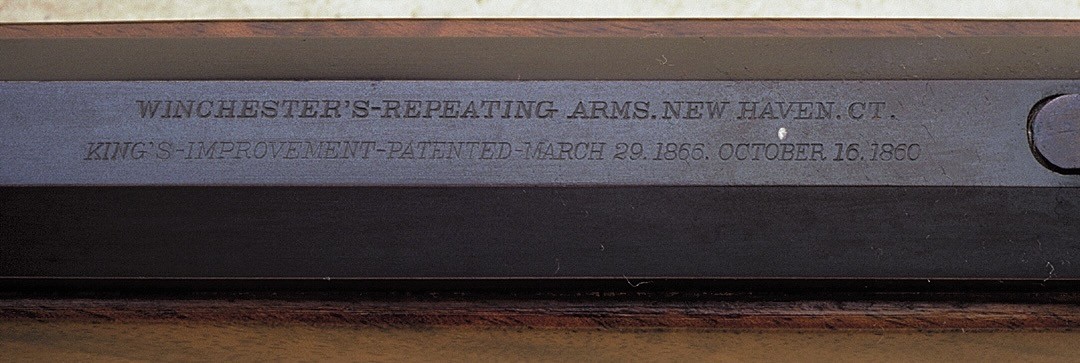 WINCHESTER'S-REPEATING ARMS. NEW HAVEN. CT.
KING'S-IMPROVEMENT-PATENTED-MARCH 29. 1866. OCTOBER 16. 1860